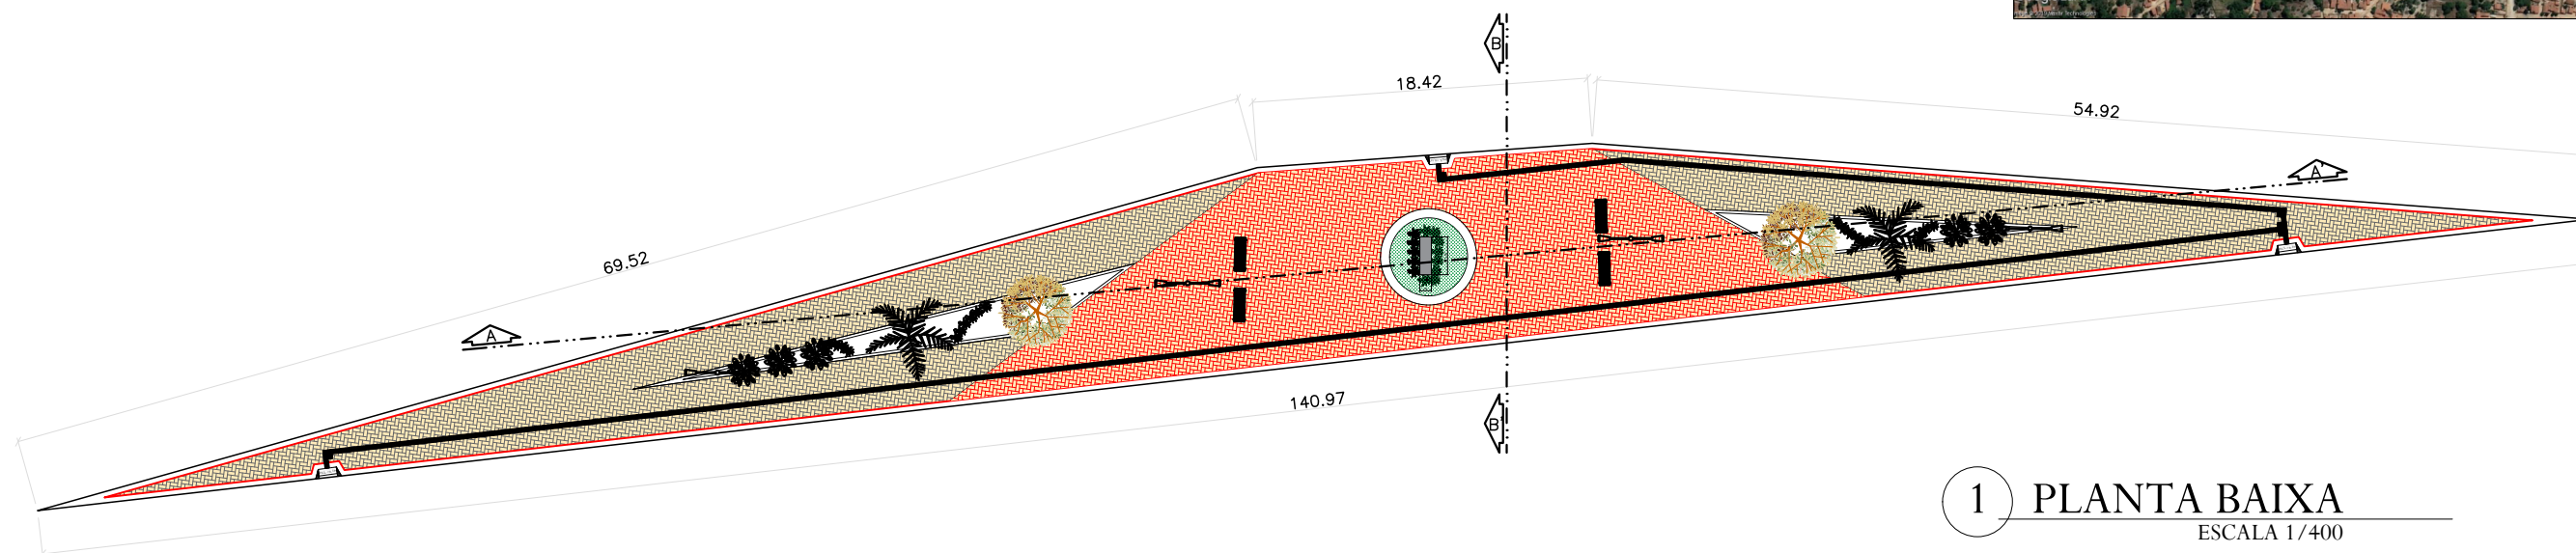 B
18.42
54.92
A'
69.52
A
140.97
B'
1 PLANTA BAIXA
ESCALA 1/400